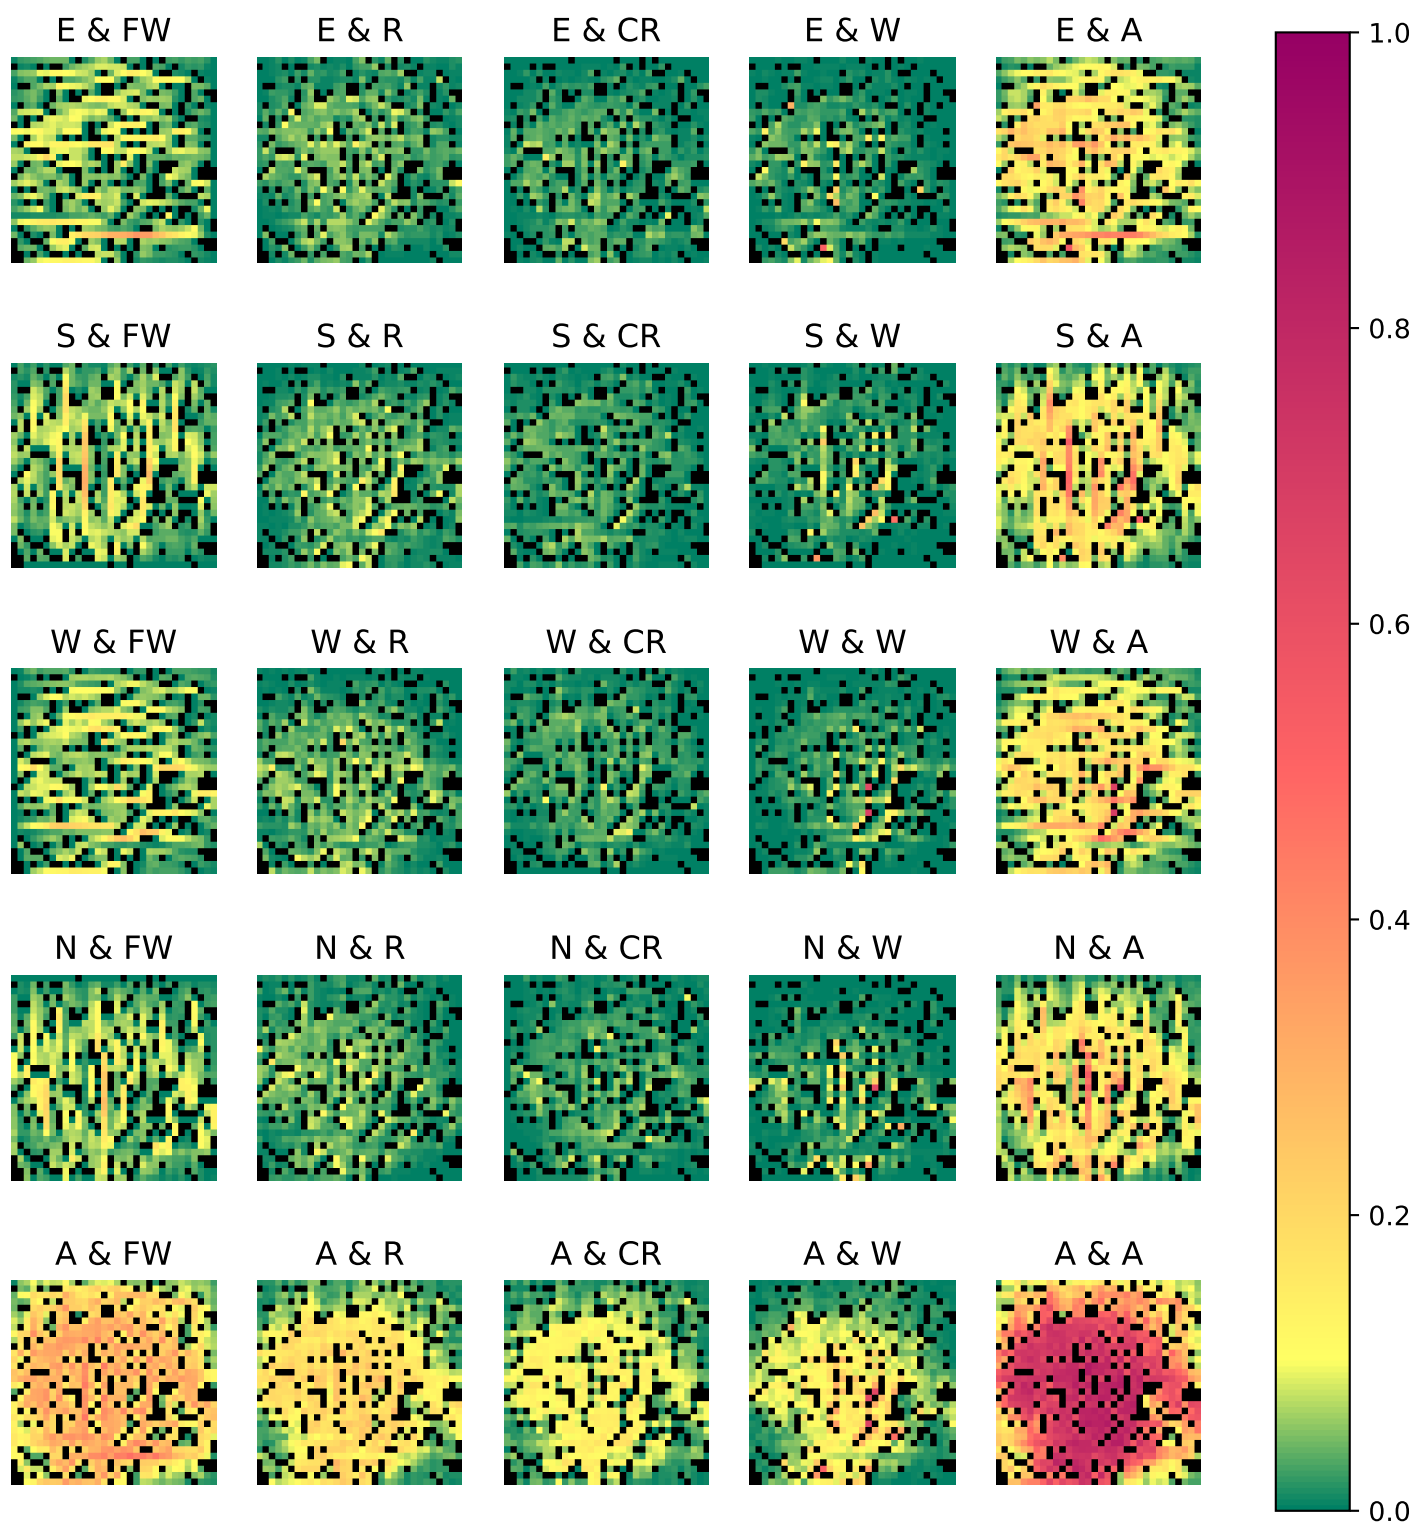 E & FW E & R E & CR E & W E & A
1.0
S & FW S & R S & CR S & W S & A
0.8
W & FW W & R W & CR W & W W & A
0.6
N & FW N & R N & CR N & W N & A
0.4
A & FW A & R A & CR A & W A & A
0.2
0.0